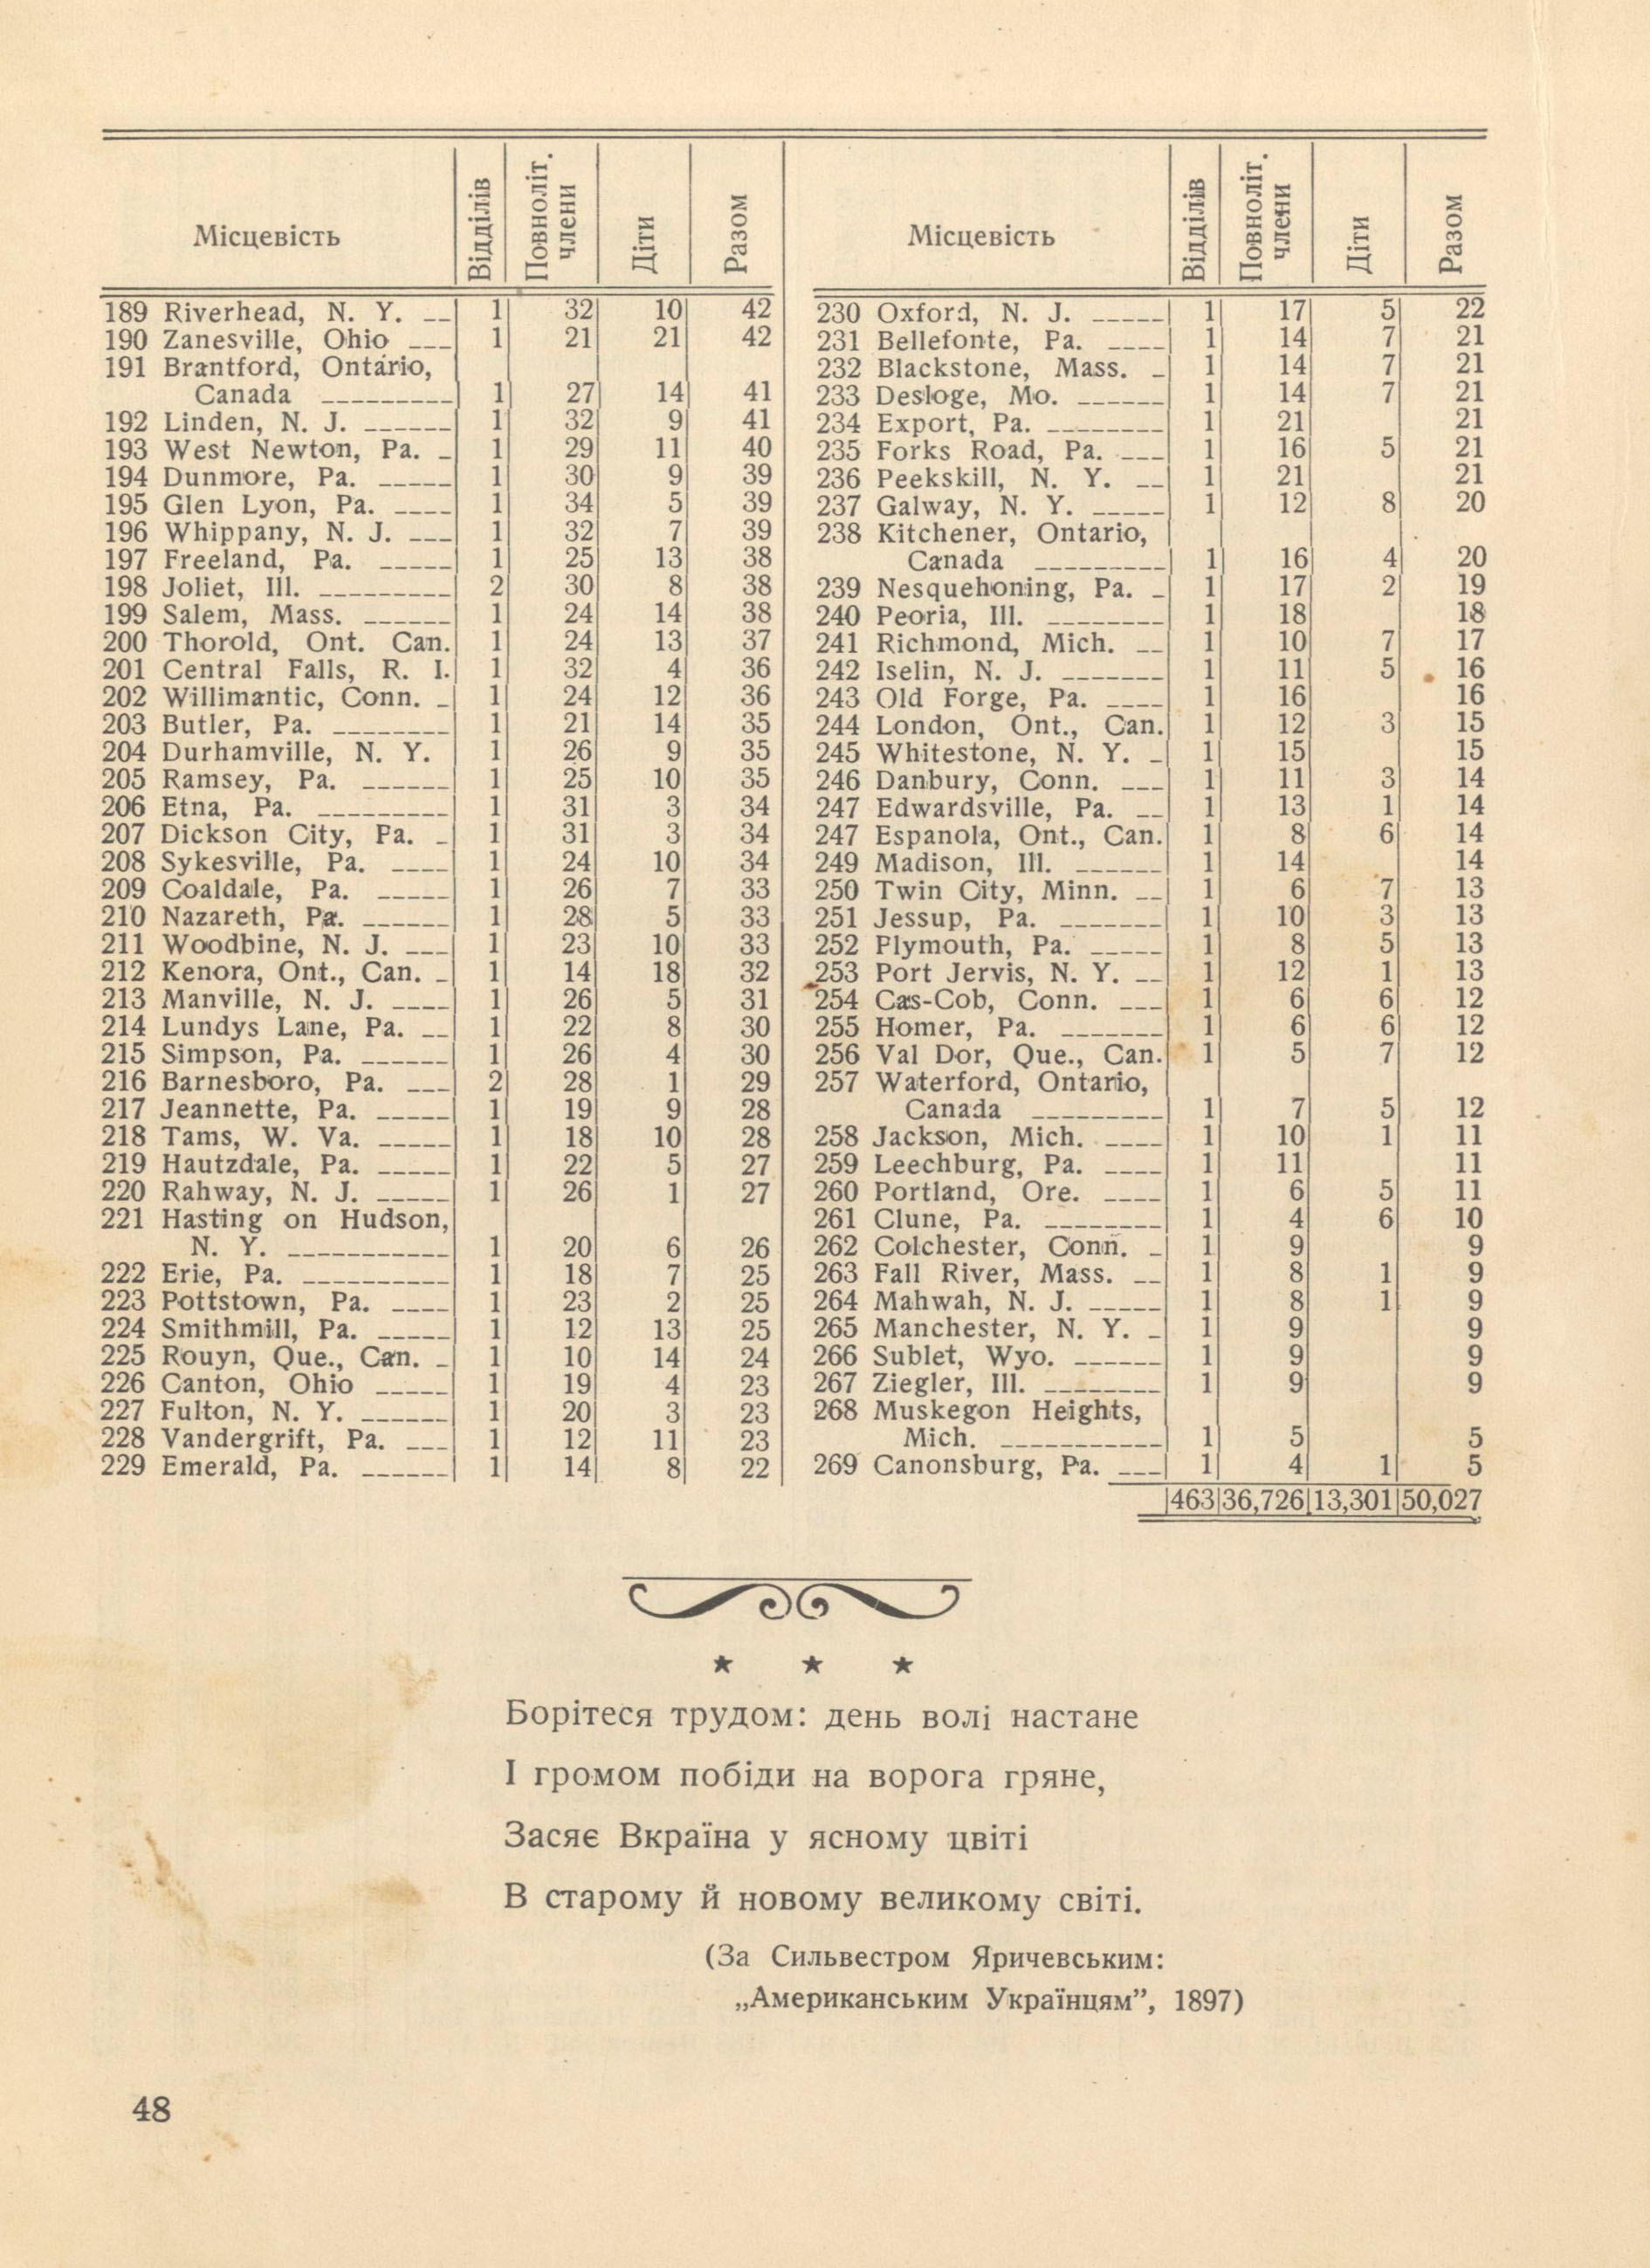 Місцевість Відділів Повноліт. члени Діти Разом
189 Riverhead, N. Y. 1 32 10 42
190 Zanesville, Ohio 1 21 21 42
191 Brantford, Ontario,
Canada 1 27 14 41
192 Linden, N. J. 1 32 9 41
193 West Newton, Pa. 1 29 11 40
194 Dunmore, Pa. 1 30 9 39
195 Glen Lyon, Pa. 1 34 5 39
196 Whippany, N. J. 1 32 7 39
197 Freeland, Pa. 1 25 13 38
198 Joliet, Ill. 2 30 8 38
199 Salem, Mass. 1 24 14 38
200 Thorold, Ont. Can. 1 24 13 37
201 Central Falls, R. I. 1 32 4 36
202 Willimantic, Conn. 1 24 12 36
203 Butler, Pa. 1 21 14 35
204 Durhamville, N. Y. 1 26 9 35
205 Ramsey, Pa. 1 25 10 35
206 Etna, Pa. 1 31 3 34
207 Dickson City, Pa. 1 31 3 34
208 Sykesville, Pa. 1 24 10 34
209 Coaldale, Pa. 1 26 7 33
210 Nazareth, Pa. 1 28 5 33
211 Woodbine, N. J. 1 23 10 33
212 Kenora, Ont., Can. 1 14 18 32
213 Manville, N. J. 1 26 5 31
214 Lundys Lane, Pa. 1 22 8 30
215 Simpson, Pa. 1 26 4 30
216 Barnesboro, Pa. 2 28 1 29
217 Jeannette, Pa. 1 19 9 28
218 Tams, W. Va. 1 18 10 28
219 Hautzdale, Pa. 1 22 5 27
220 Rahway, N. J. 1 26 1 27
221 Hasting on Hudson,
N. Y. 1 20 6 26
222 Erie, Pa. 1 18 7 25
223 Pottstown, Pa. 1 23 2 25
224 Smithmill, Pa. 1 12 13 25
225 Rouyn, Que., Can. 1 10 14 24
226 Canton, Ohio 1 19 4 23
227 Fulton, N. Y. 1 20 3 23
228 Vandergrift, Pa. 1 12 11 23
229 Emerald, Pa. 1 14 8 22
Місцевість Відділів Повноліт. члени Діти Разом
230 Oxford, N. J. 1 17 5 22
231 Bellefonte, Pa. 1 14 7 21
232 Blackstone, Mass. 1 14 7 21
233 Desloge, Mo. 1 14 7 21
234 Export, Pa. 1 21 21
235 Forks Road, Pa. 1 16 5 21
236 Peekskill, N. Y. 1 21 21
237 Galway, N. Y. 1 12 8 20
238 Kitchener, Ontario,
Canada 1 16 4 20
239 Nesquehoning, Pa. 1 17 2 19
240 Peoria, Ill. 1 18 18
241 Richmond, Mich. 1 10 7 17
242 Iselin, N. J. 1 11 5 16
243 Old Forge, Pa. 1 16 16
244 London, Ont., Can. 1 12 3 15
245 Whitestone, N. Y. 1 15 15
246 Danbury, Conn. 1 11 3 14
247 Edwardsville, Pa. 1 13 1 14
247 Espanola, Ont., Can. 1 8 6 14
249 Madison, Ill. 1 14 14
250 Twin City, Minn. 1 6 7 13
251 Jessup, Pa. 1 10 3 13
252 Plymouth, Pa. 1 8 5 13
253 Port Jervis, N. Y. 1 12 1 13
254 Cas-Cob, Conn. 1 6 6 12
255 Homer, Pa. 1 6 6 12
256 Val Dor, Que., Can. 1 5 7 12
257 Waterford, Ontario,
Canada 1 7 5 12
258 Jackson, Mich. 1 10 1 11
259 Leechburg, Pa. 1 11 11
260 Portland, Ore. 1 6 5 11
261 Clune, Pa. 1 4 6 10
262 Colchester, Conn. 1 9 9
263 Fall River, Mass. 1 8 1 9
264 Mahwah, N. J. 1 8 1 9
265 Manchester, N. Y. 1 9 9
266 Sublet, Wyo. 1 9 9
267 Ziegler, Ill. 1 9 9
268 Muskegon Heights,
Mich. 1 5 5
269 Canonsburg, Pa. 1 4 1 5
463 36,726 13,301 50,027
★ ★ ★
Борітеся трудом: день волі настане
І громом побіди на ворога гряне,
Засяє Вкраїна у ясному цвіті
В старому й новому великому світі.
(За Сильвестром Яричевським:
„Американським Українцям”, 1897)
48